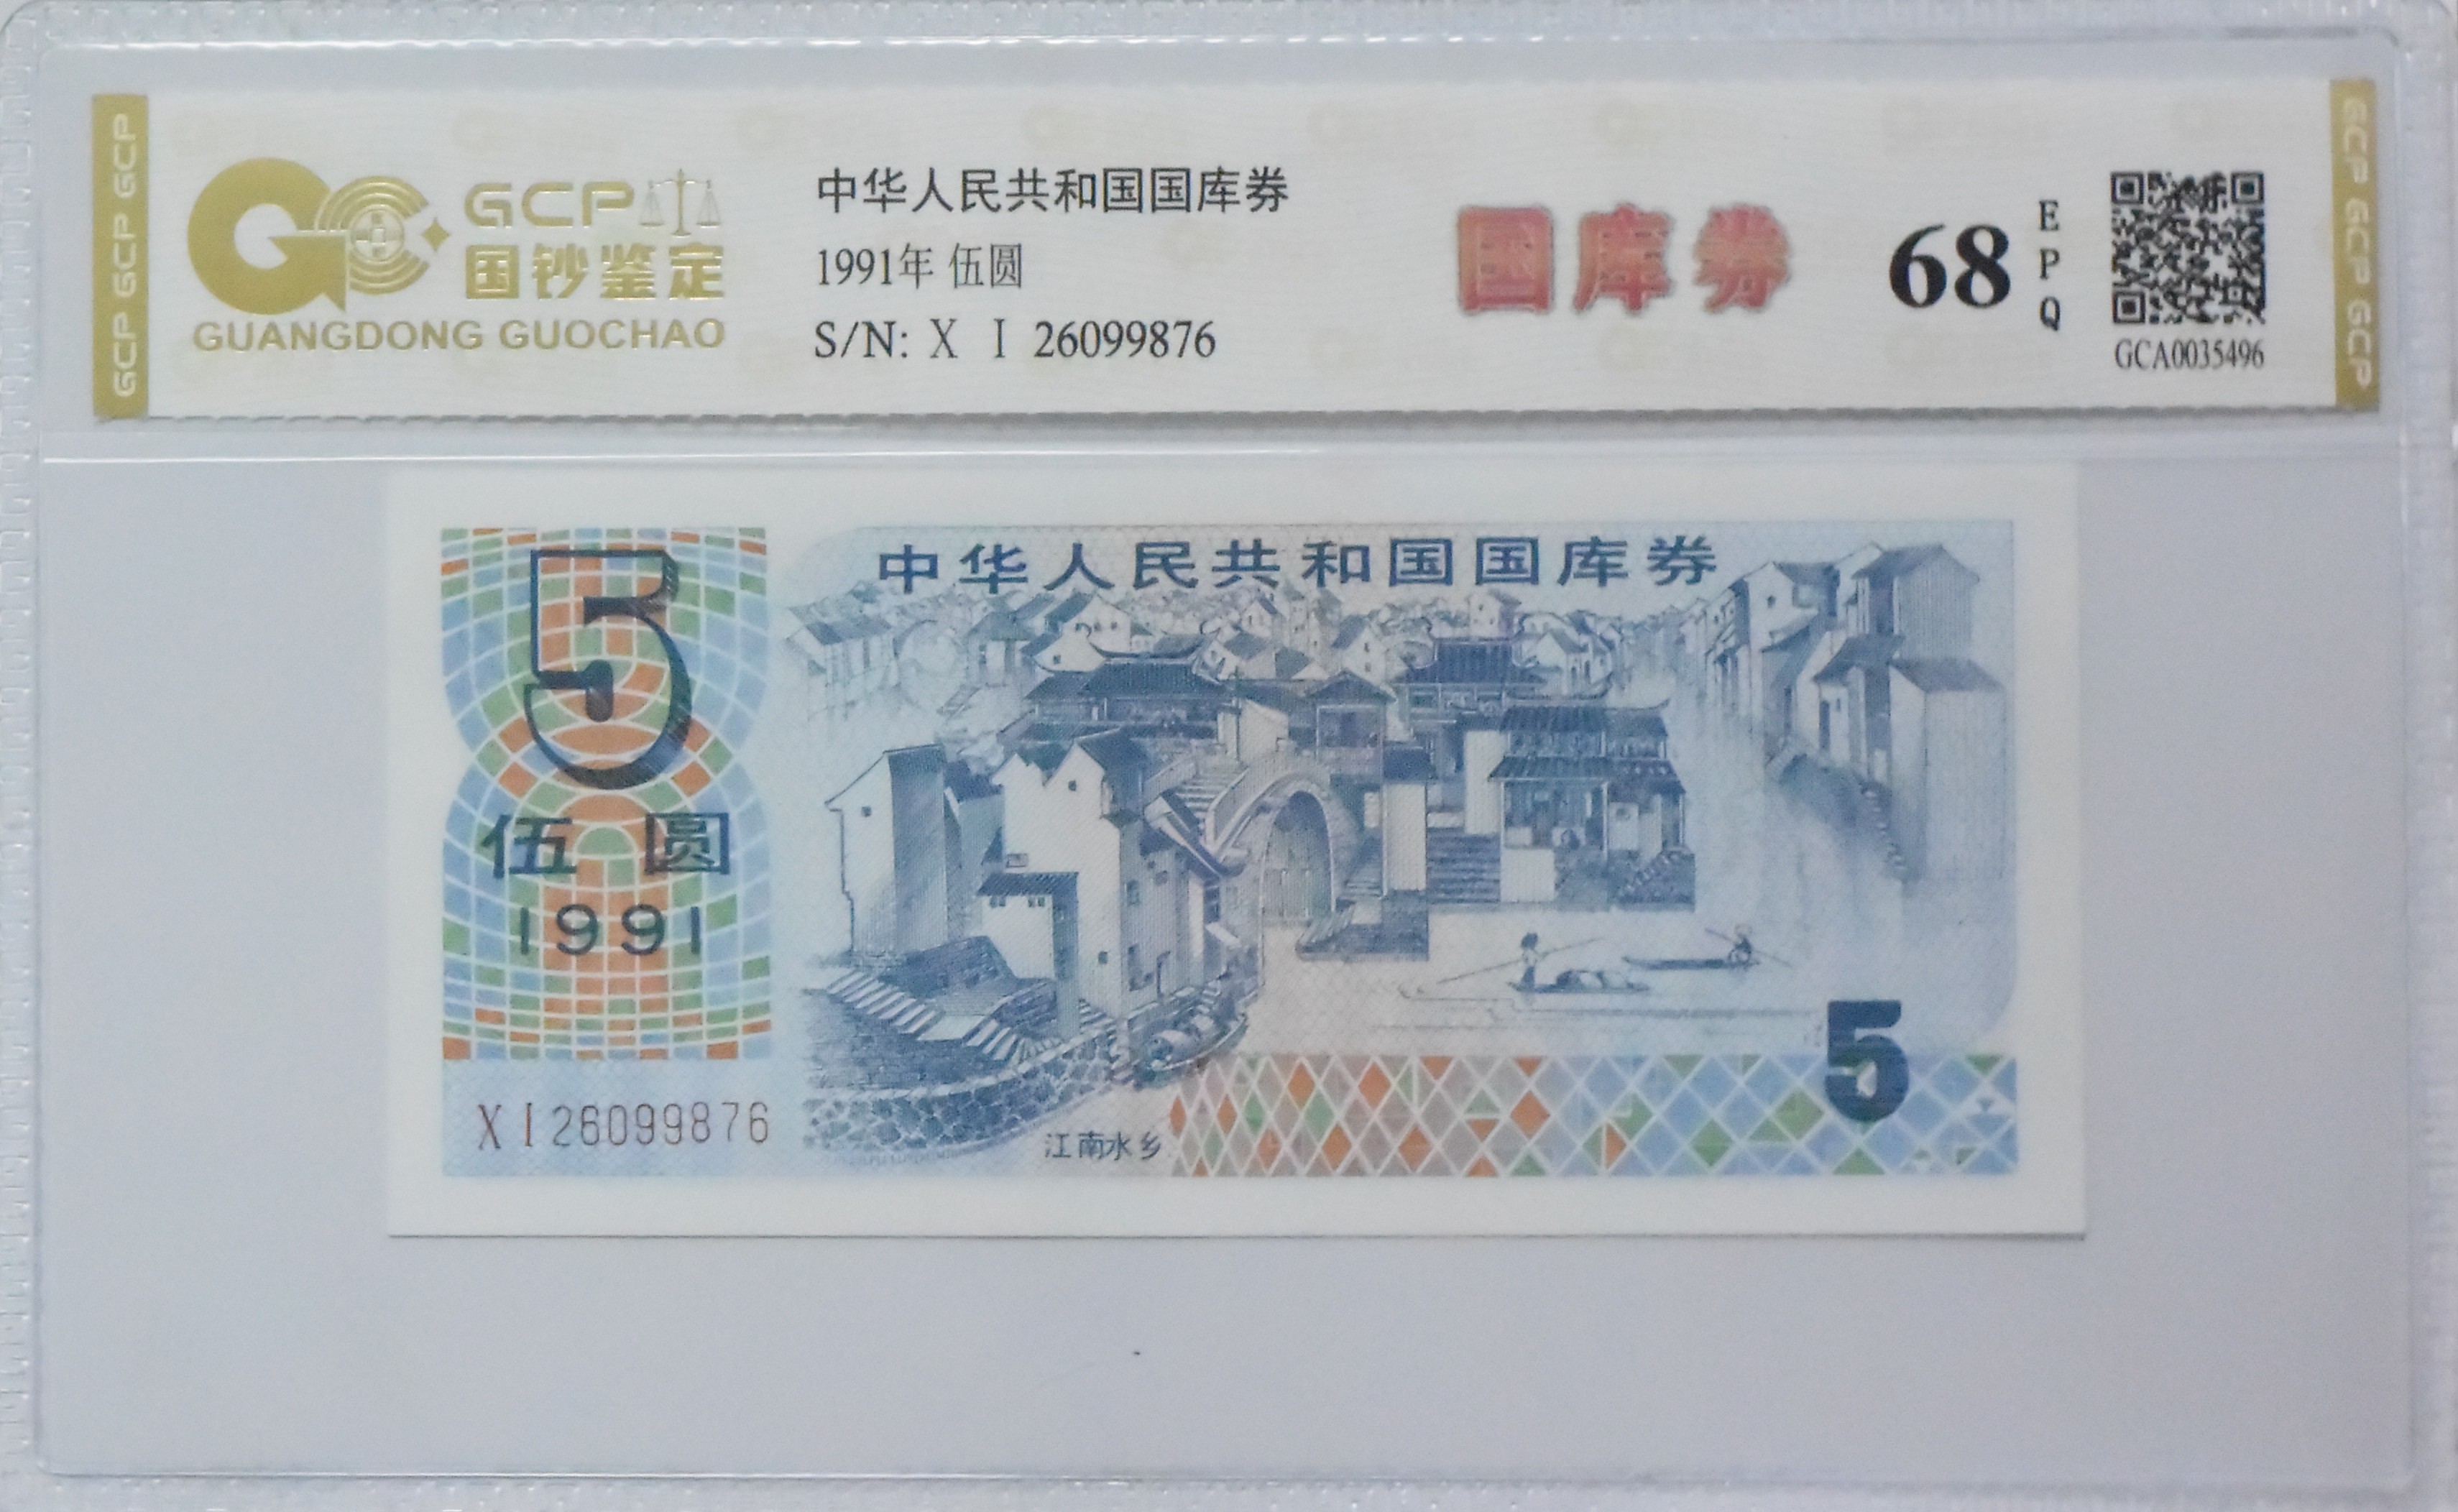 GCP GCP GCP
GCP
国钞鉴定
GUANGDONG GUOCHAO
中华人民共和国国库券
1991年 伍圆
S/N: X I 26099876
国库券
68
EPQ
GCA0035496
GCP GCP GCP
中华人民共和国国库券
5
伍圆
1991
XI26099876
江南水乡
5